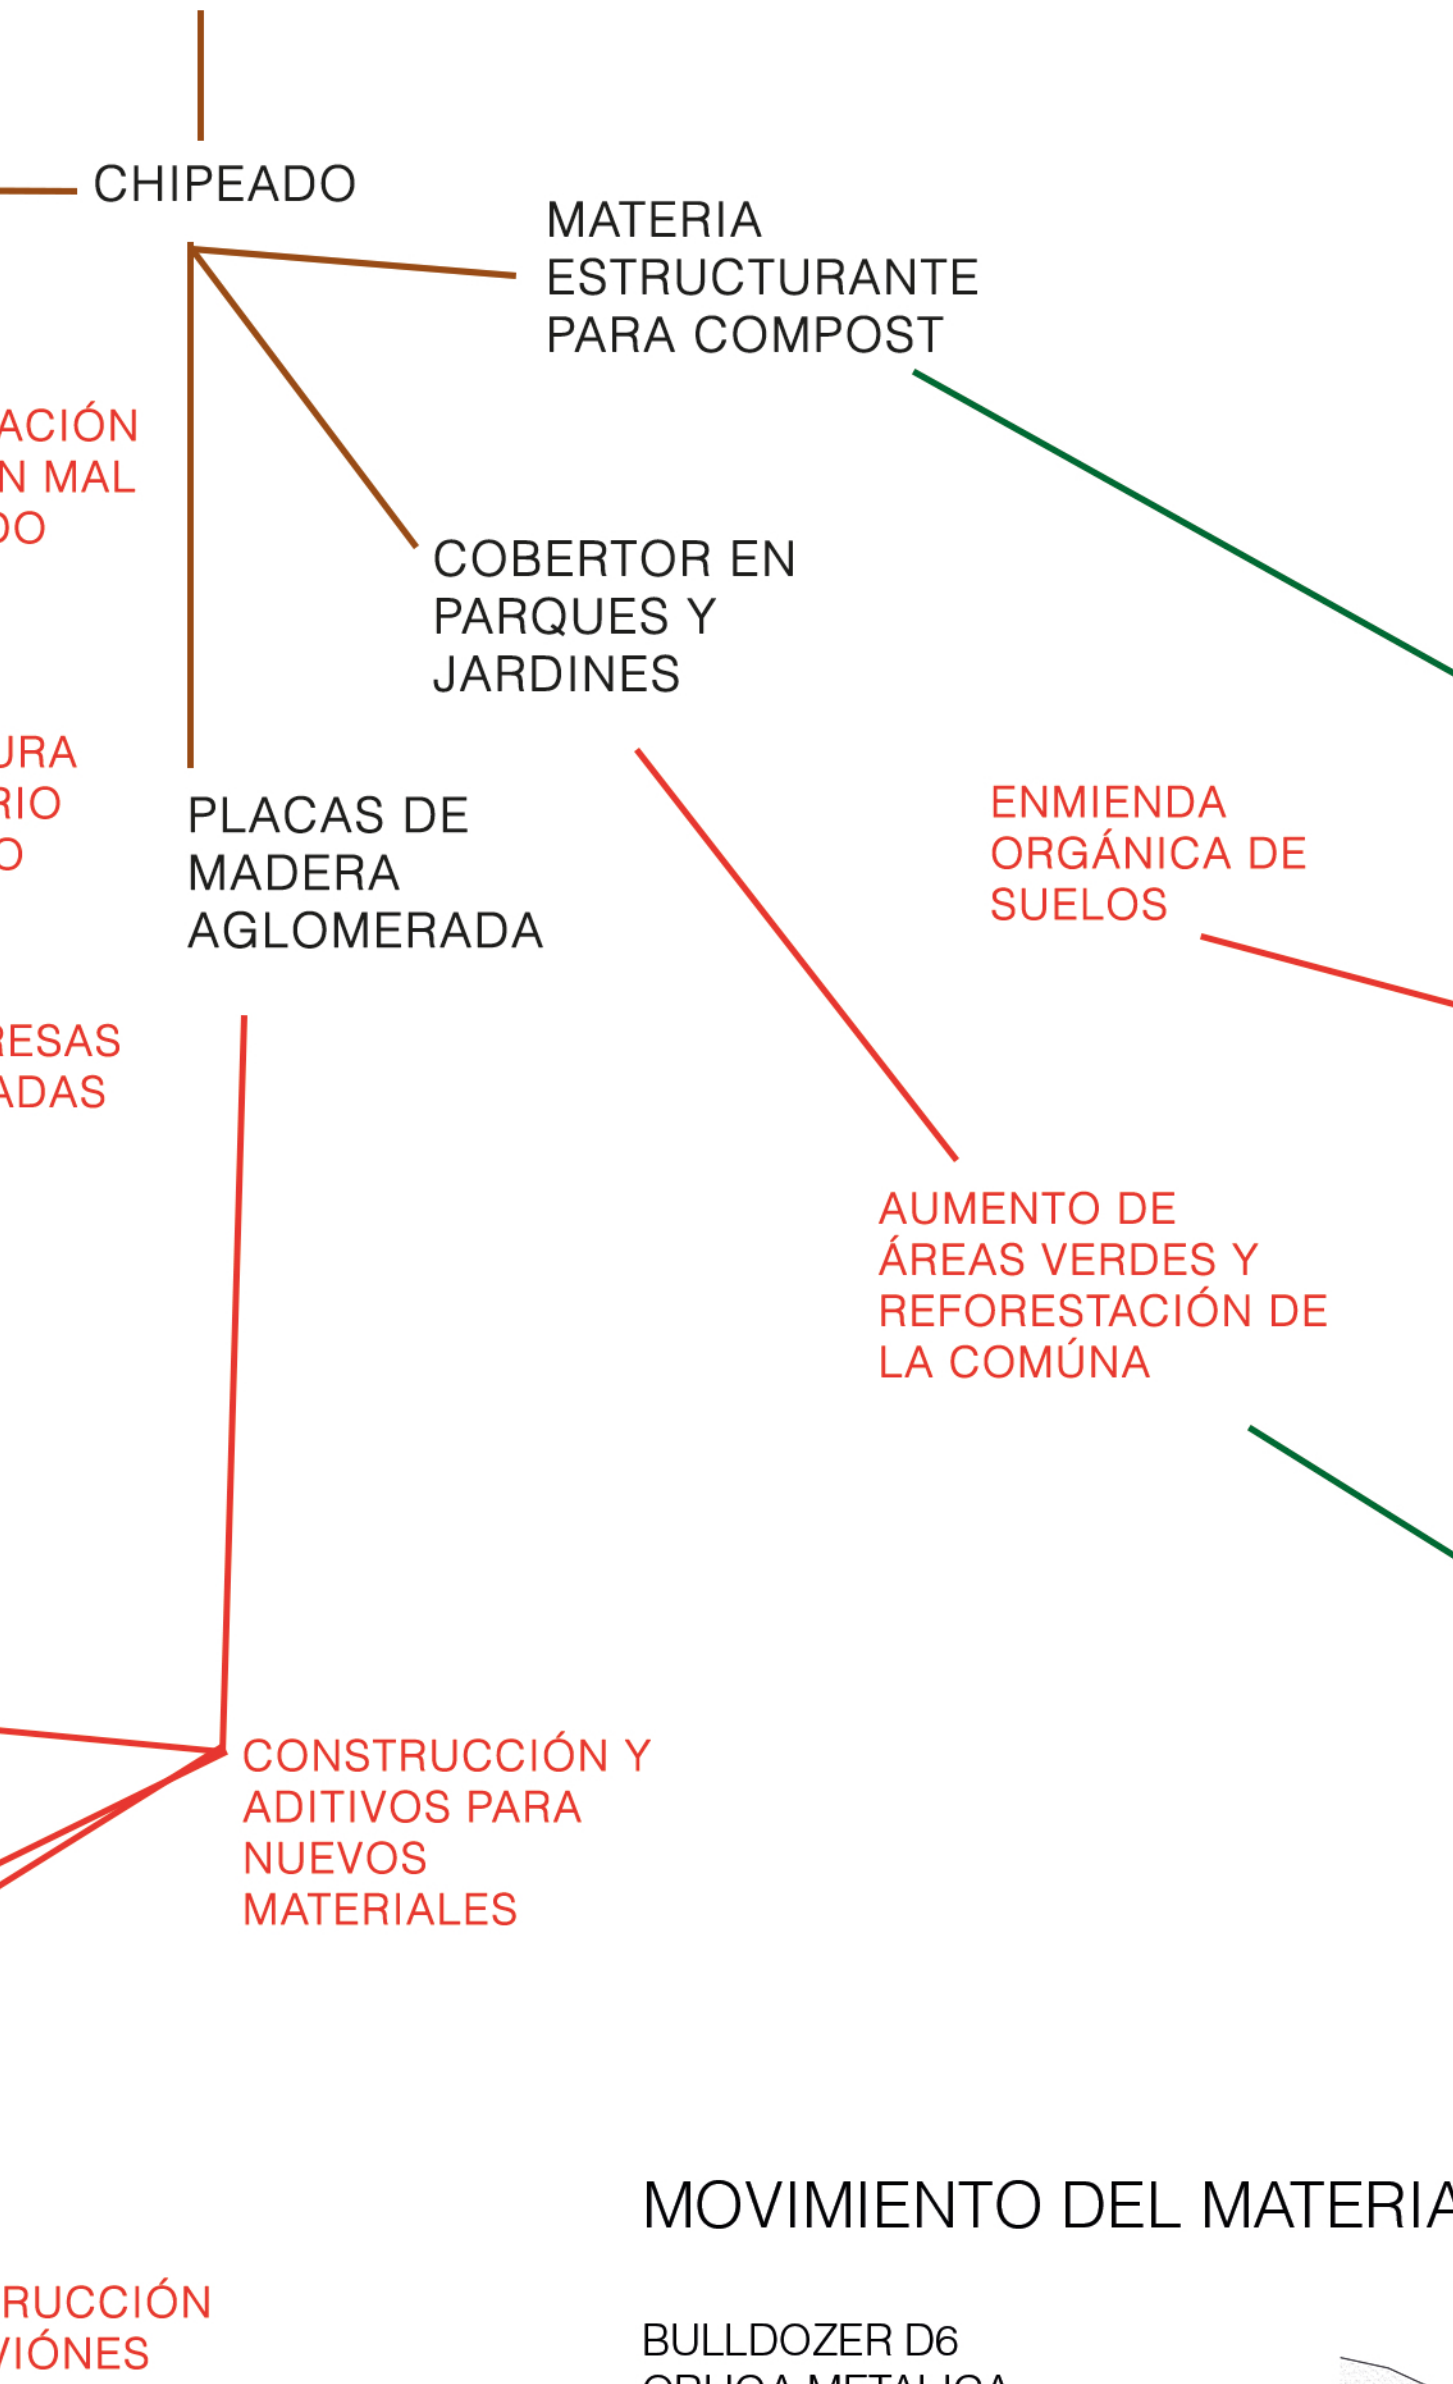 CHIPEADO
MATERIA
ESTRUCTURANTE
PARA COMPOST
ACIÓN
N MAL
DO
COBERTOR EN
PARQUES Y
JARDINES
URA
RIO
O
PLACAS DE
MADERA
AGLOMERADA
ENMIENDA
ORGÁNICA DE
SUELOS
RESAS
ADAS
AUMENTO DE
ÁREAS VERDES Y
REFORESTACIÓN DE
LA COMÚNA
CONSTRUCCIÓN Y
ADITIVOS PARA
NUEVOS
MATERIALES
MOVIMIENTO DEL MATERIA
RUCCIÓN
VIÓNES
BULLDOZER D6
ORUGA METALICA